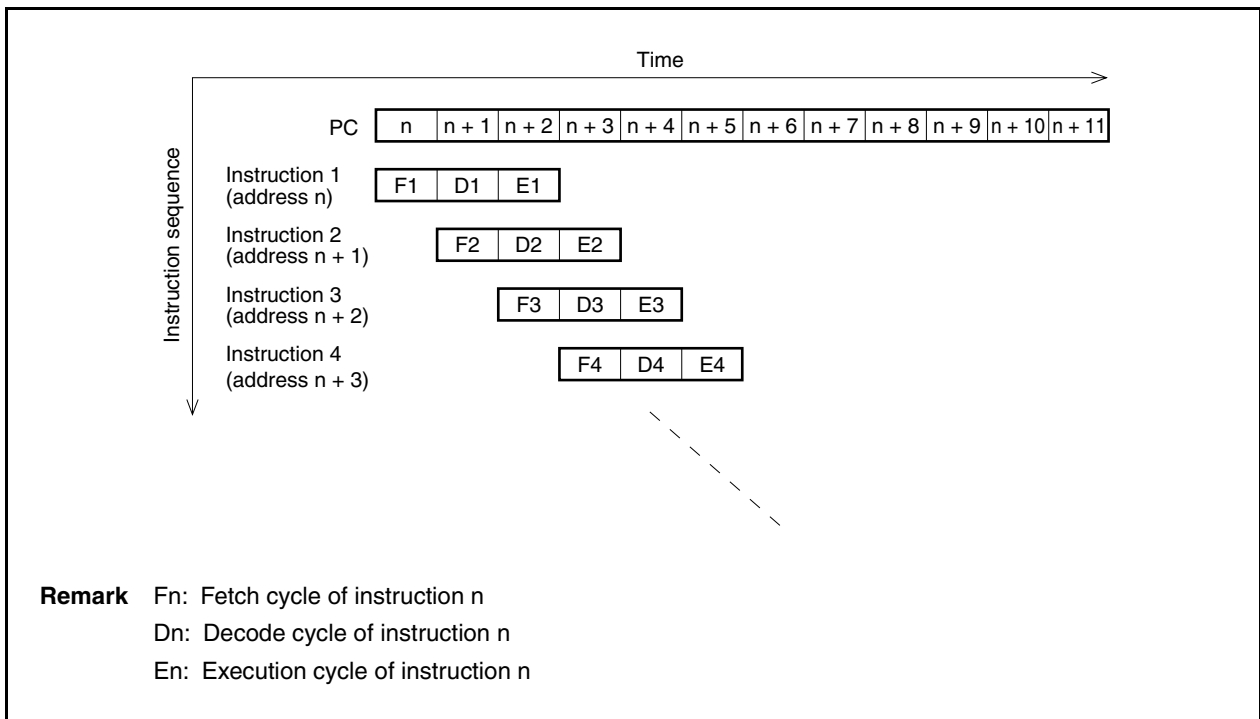 Time
Instruction sequence
PC n n + 1 n + 2 n + 3 n + 4 n + 5 n + 6 n + 7 n + 8 n + 9 n + 10 n + 11
Instruction 1
(address n)
F1 D1 E1
Instruction 2
(address n + 1)
F2 D2 E2
Instruction 3
(address n + 2)
F3 D3 E3
Instruction 4
(address n + 3)
F4 D4 E4
Remark Fn: Fetch cycle of instruction n
Dn: Decode cycle of instruction n
En: Execution cycle of instruction n